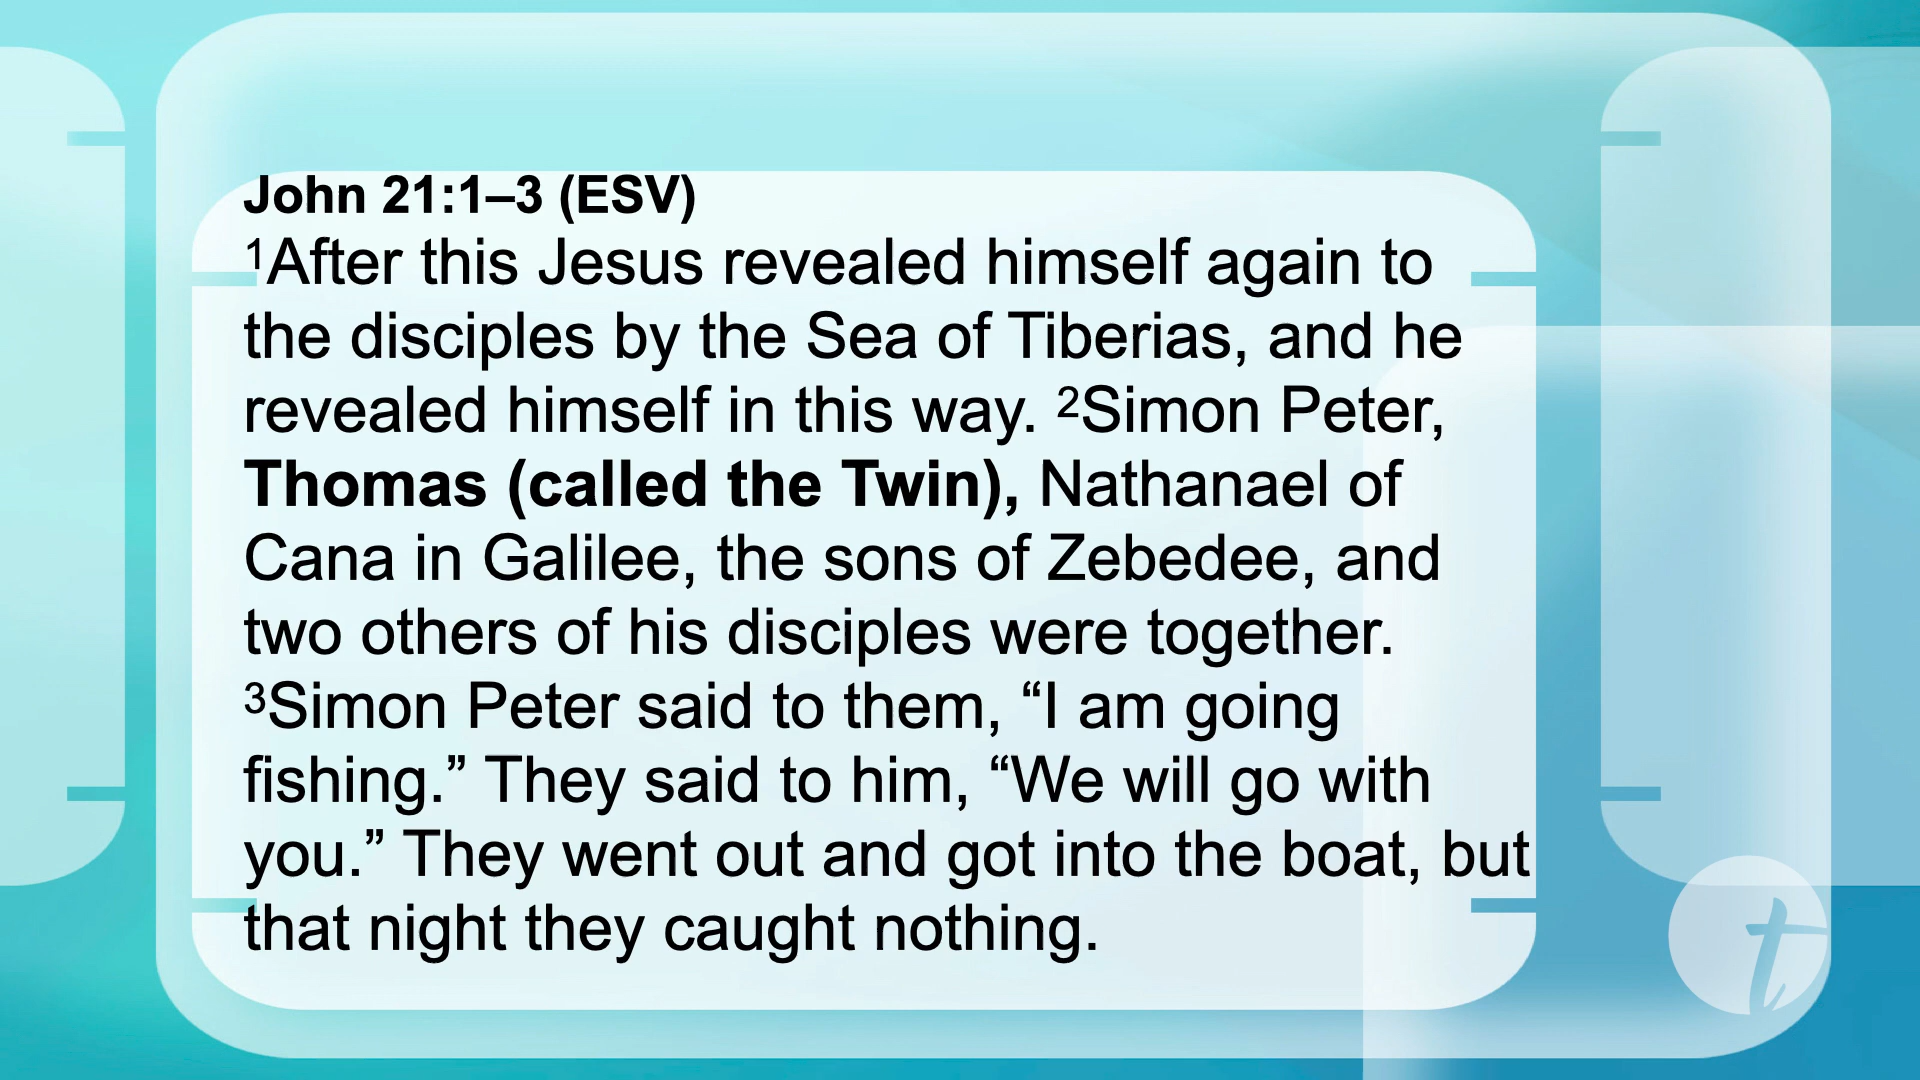 John 21:1–3 (ESV)
¹After this Jesus revealed himself again to
the disciples by the Sea of Tiberias, and he
revealed himself in this way. ²Simon Peter,
Thomas (called the Twin), Nathanael of
Cana in Galilee, the sons of Zebedee, and
two others of his disciples were together.
³Simon Peter said to them, “I am going
fishing.” They said to him, “We will go with
you.” They went out and got into the boat, but
that night they caught nothing.
t